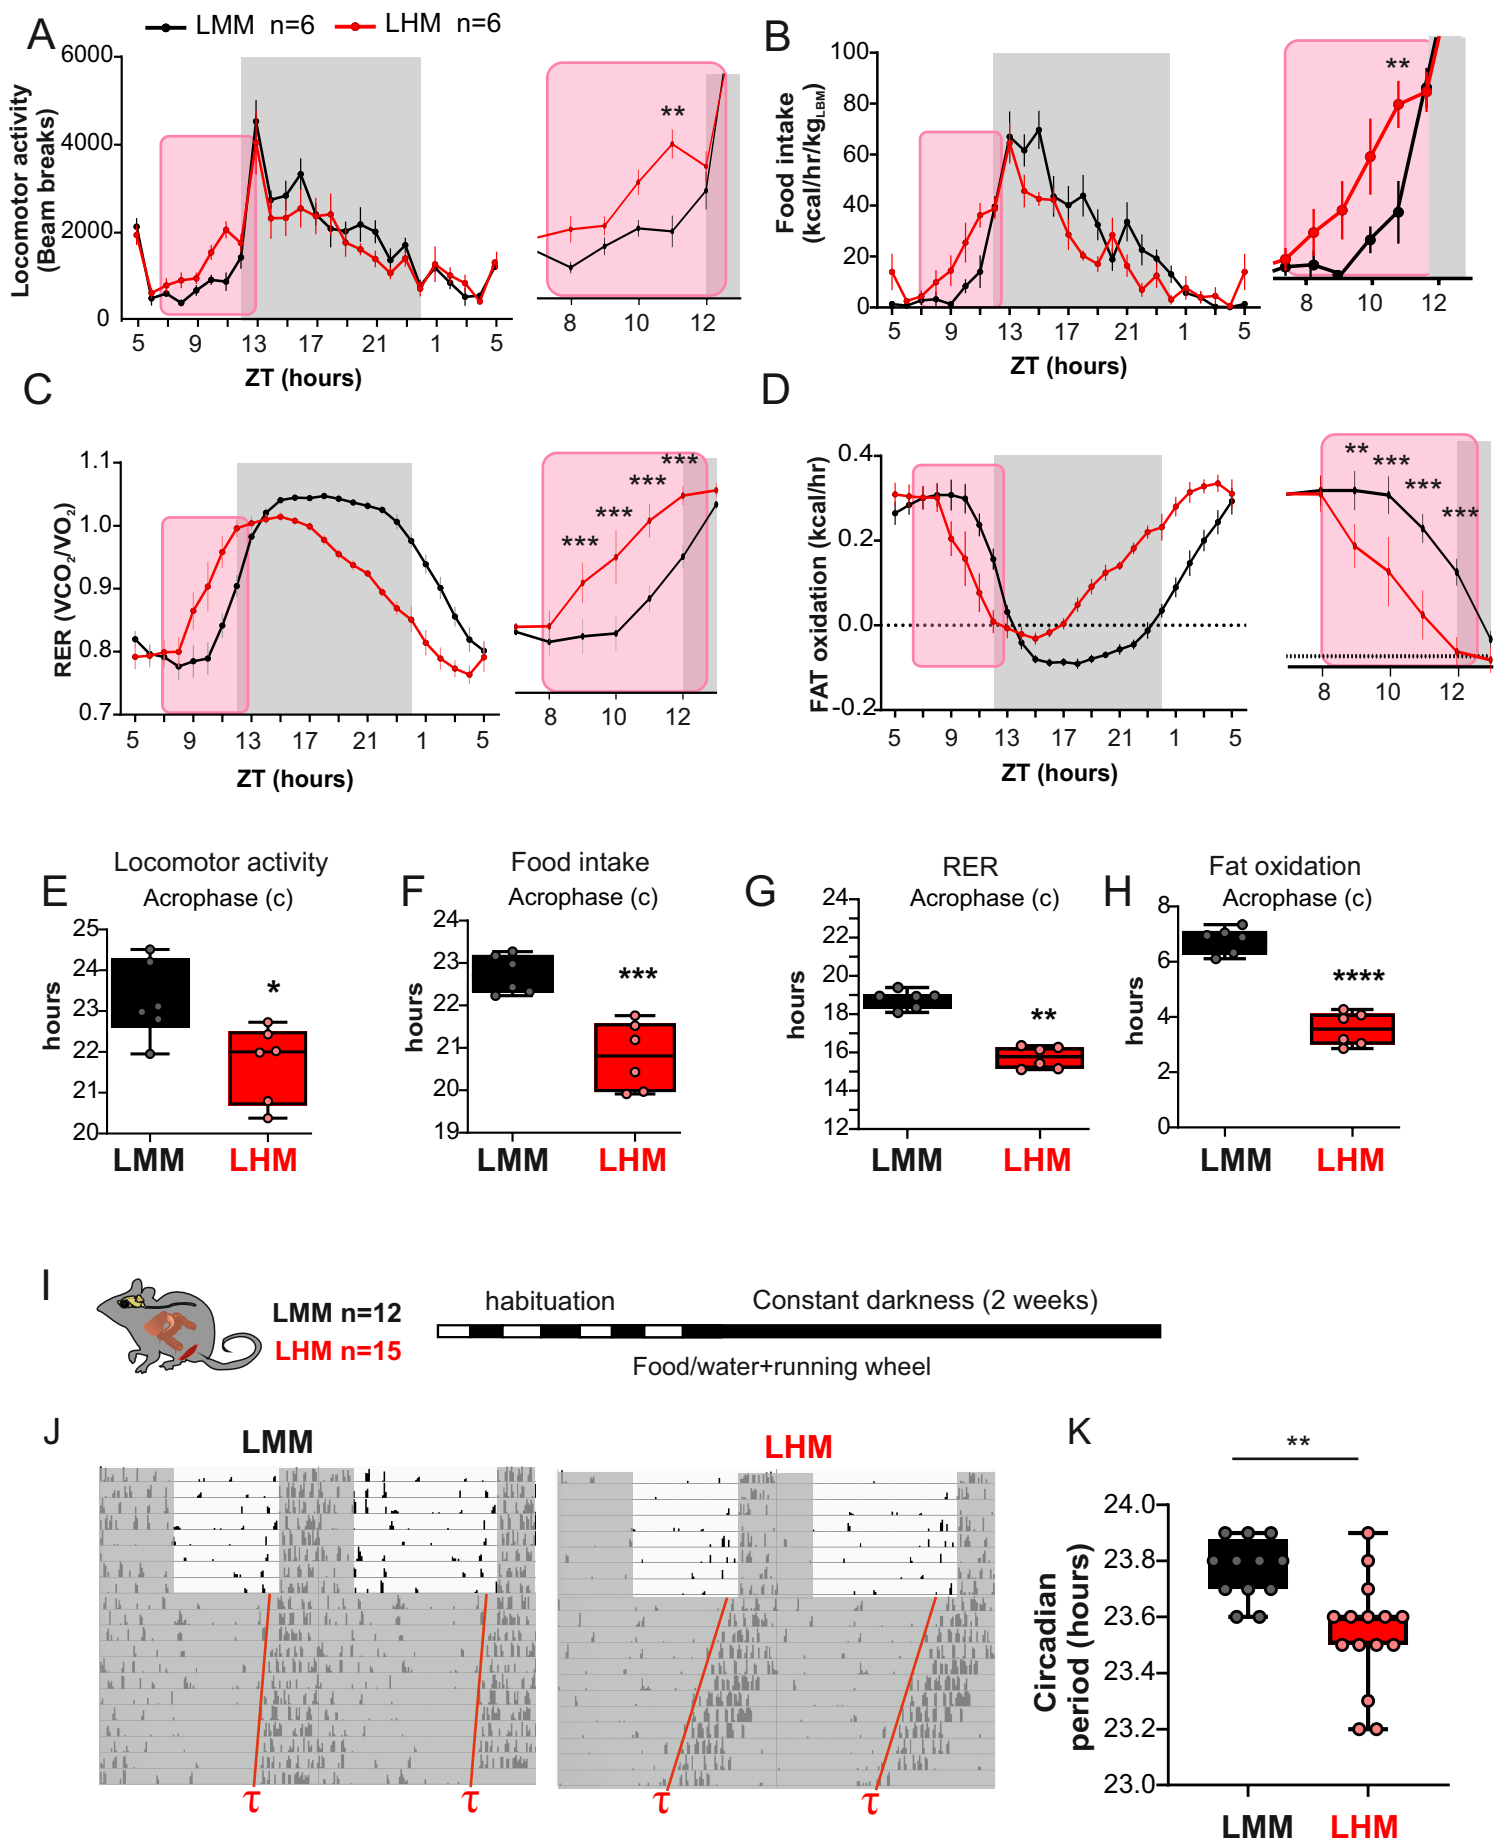 A
LMM n=6
LHM n=6
Locomotor activity
(Beam breaks)
6000
4000
2000
0
5 9 13 17 21 1 5
ZT (hours)
**
8 10 12
B
Food intake
(kcal/hr/kgLBM)
100
80
60
40
20
0
5 9 13 17 21 1 5
ZT (hours)
**
8 10 12
C
RER (VCO2/VO2)
1.1
1.0
0.9
0.8
0.7
5 9 13 17 21 1 5
ZT (hours)
*** *** *** ***
8 10 12
D
FAT oxidation (kcal/hr)
0.4
0.2
0.0
-0.2
5 9 13 17 21 1 5
ZT (hours)
** *** *** ***
8 10 12
E
Locomotor activity
Acrophase (c)
hours
25
24
23
22
21
20
*
LMM LHM
F
Food intake
Acrophase (c)
hours
24
23
22
21
20
19
***
LMM LHM
G
RER
Acrophase (c)
hours
24
22
20
18
16
14
12
**
LMM LHM
H
Fat oxidation
Acrophase (c)
hours
8
6
4
2
0
****
LMM LHM
I
LMM n=12
LHM n=15
habituation
Constant darkness (2 weeks)
Food/water+running wheel
J
LMM
LHM
τ τ τ τ
K
**
Circadian
period (hours)
24.0
23.8
23.6
23.4
23.2
23.0
LMM LHM